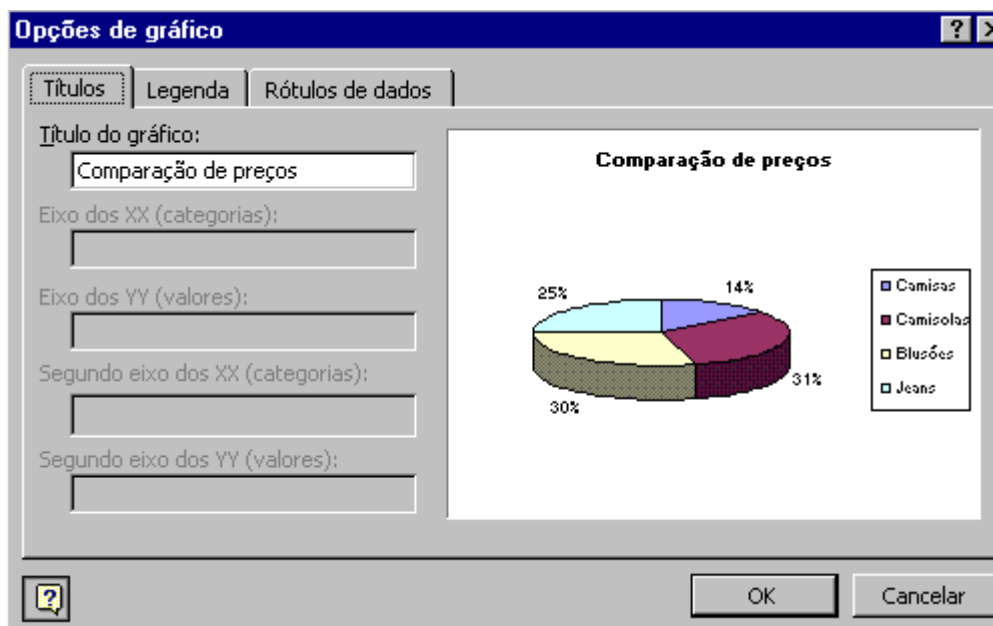 Opções de gráfico
Títulos
Legenda
Rótulos de dados
Título do gráfico:
Comparação de preços
Eixo dos XX (categorias):
Eixo dos YY (valores):
Segundo eixo dos XX (categorias):
Segundo eixo dos YY (valores):
Comparação de preços
25%
14%
31%
30%
Camisas
Camisolas
Blusões
Jeans
OK
Cancelar